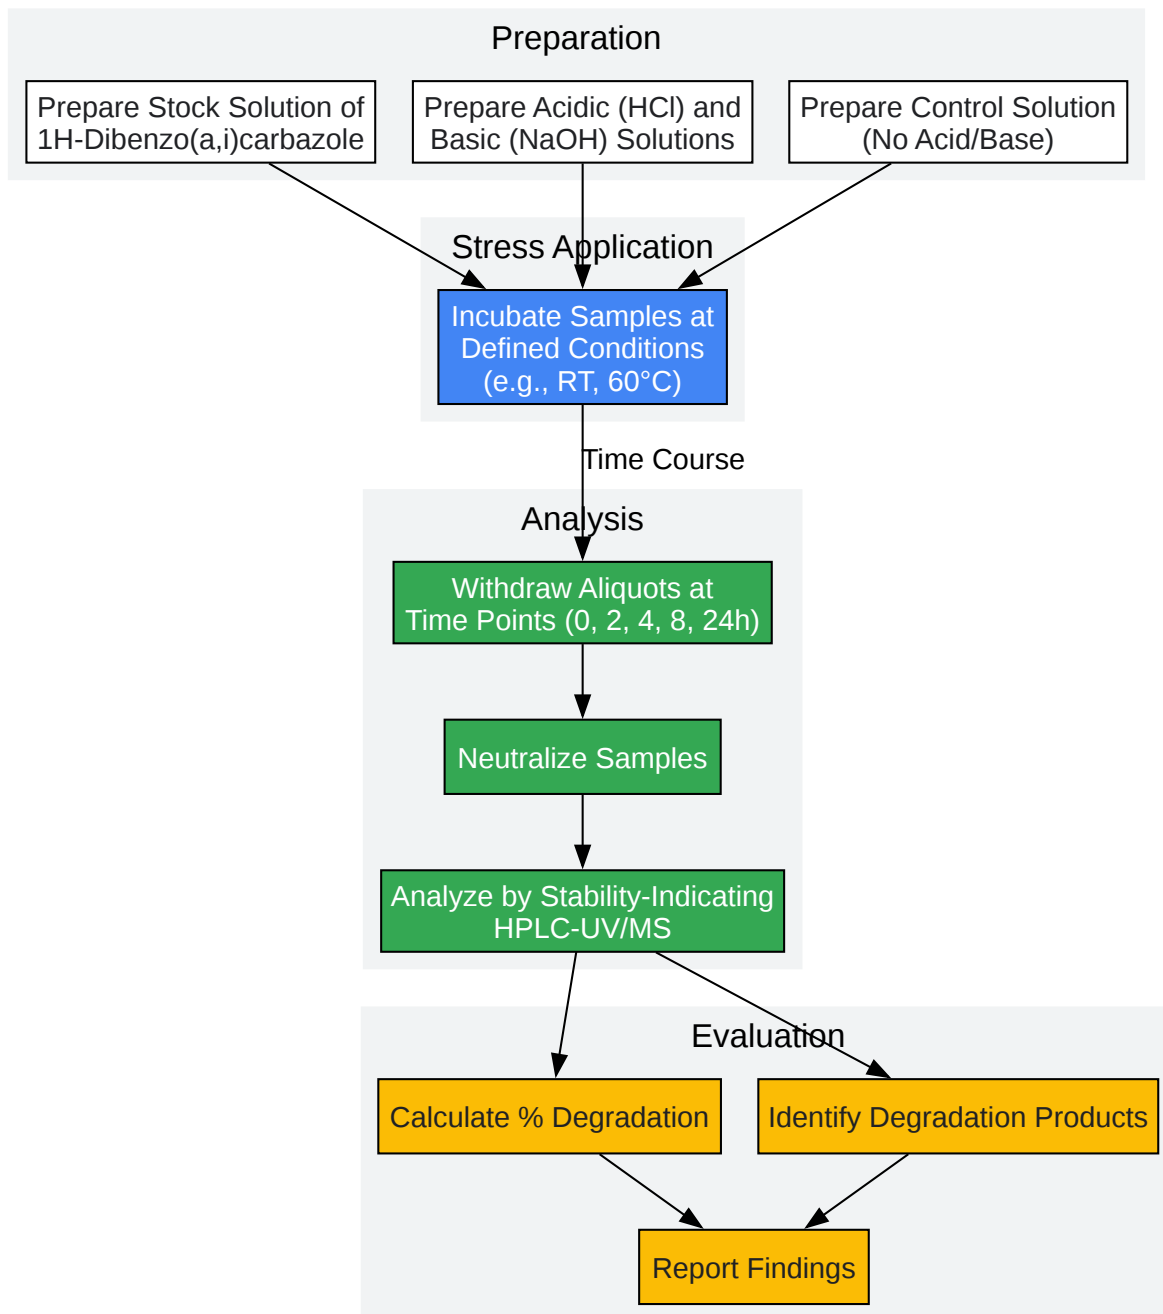 Preparation
Prepare Stock Solution of
1H-Dibenzo(a,i)carbazole
Prepare Acidic (HCl) and
Basic (NaOH) Solutions
Prepare Control Solution
(No Acid/Base)
Stress Application
Incubate Samples at
Defined Conditions
(e.g., RT, 60°C)
Time Course
Analysis
Withdraw Aliquots at
Time Points (0, 2, 4, 8, 24h)
Neutralize Samples
Analyze by Stability-Indicating
HPLC-UV/MS
Evaluation
Calculate % Degradation
Identify Degradation Products
Report Findings